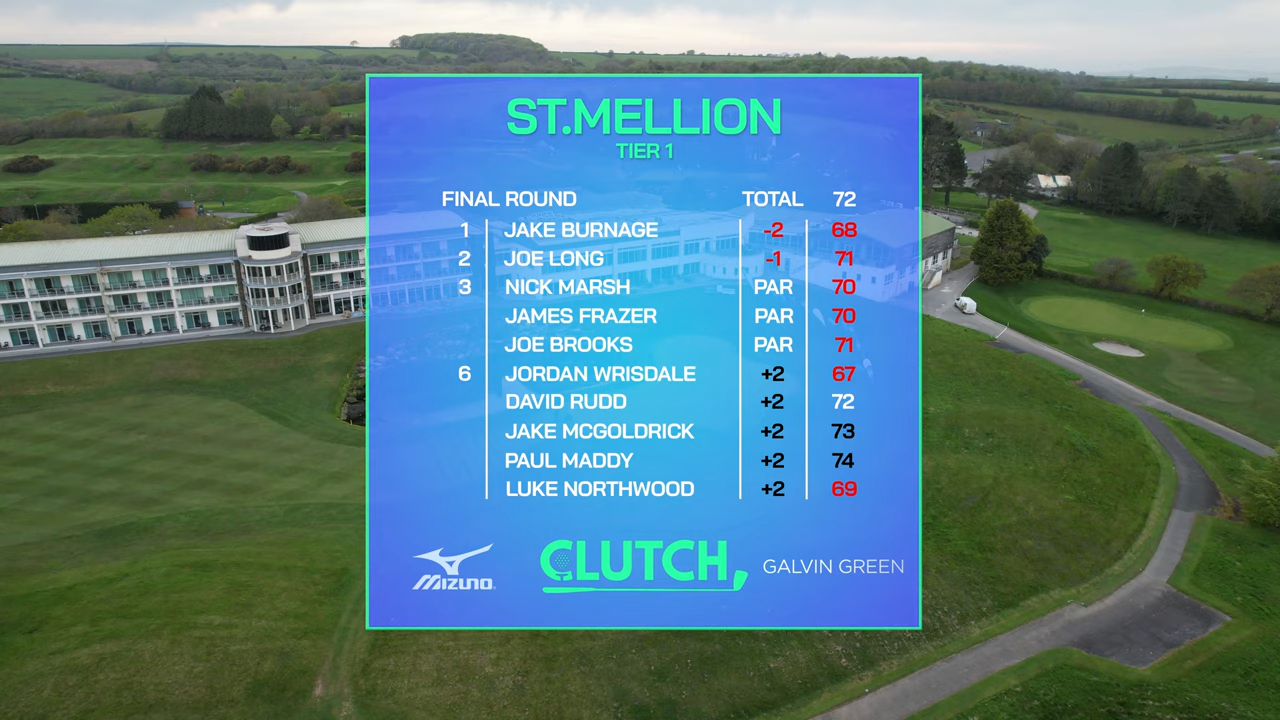 ST.MELLION
TIER 1
FINAL ROUND TOTAL 72
1 JAKE BURNAGE -2 68
2 JOE LONG -1 71
3 NICK MARSH PAR 70
JAMES FRAZER PAR 70
JOE BROOKS PAR 71
6 JORDAN WRISDALE +2 67
DAVID RUDD +2 72
JAKE MCGOLDRICK +2 73
PAUL MADDY +2 74
LUKE NORTHWOOD +2 69
MIZUNO CLUTCH, GALVIN GREEN